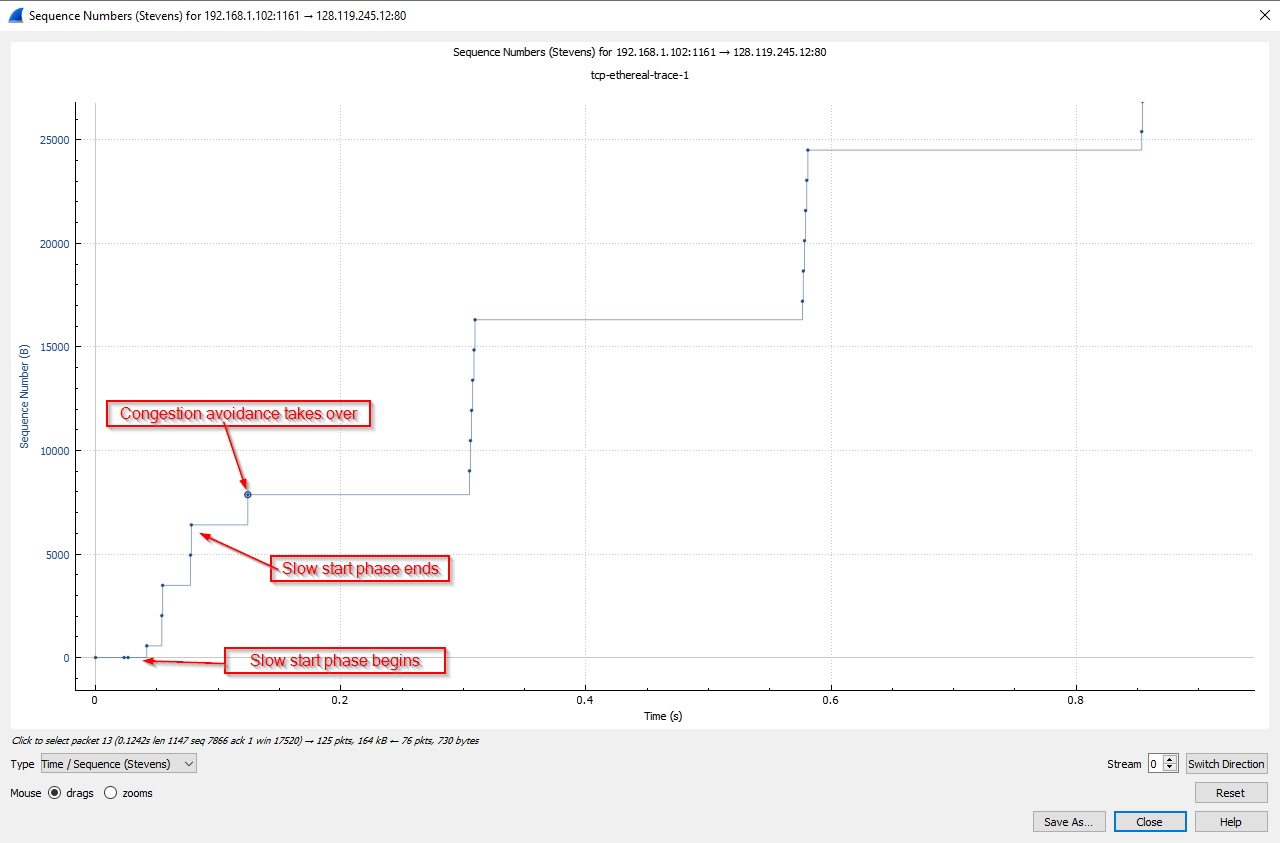 Sequence Numbers (Stevens) for 192.168.1.102:1161 → 128.119.245.12:80
Sequence Numbers (Stevens) for 192.168.1.102:1161 → 128.119.245.12:80
tcp-ethereal-trace-1
25000
20000
15000
10000
5000
0
Sequence Number (B)
Congestion avoidance takes over
Slow start phase ends
Slow start phase begins
0
0.2
0.4
0.6
0.8
Time (s)
Click to select packet 13 (0.1242s len 1147 seq 7866 ack 1 win 17520) → 125 pkts, 164 kB ← 76 pkts, 730 bytes
Type Time / Sequence (Stevens)
Stream 0 Switch Direction
Mouse drags zooms
Reset
Save As... Close Help